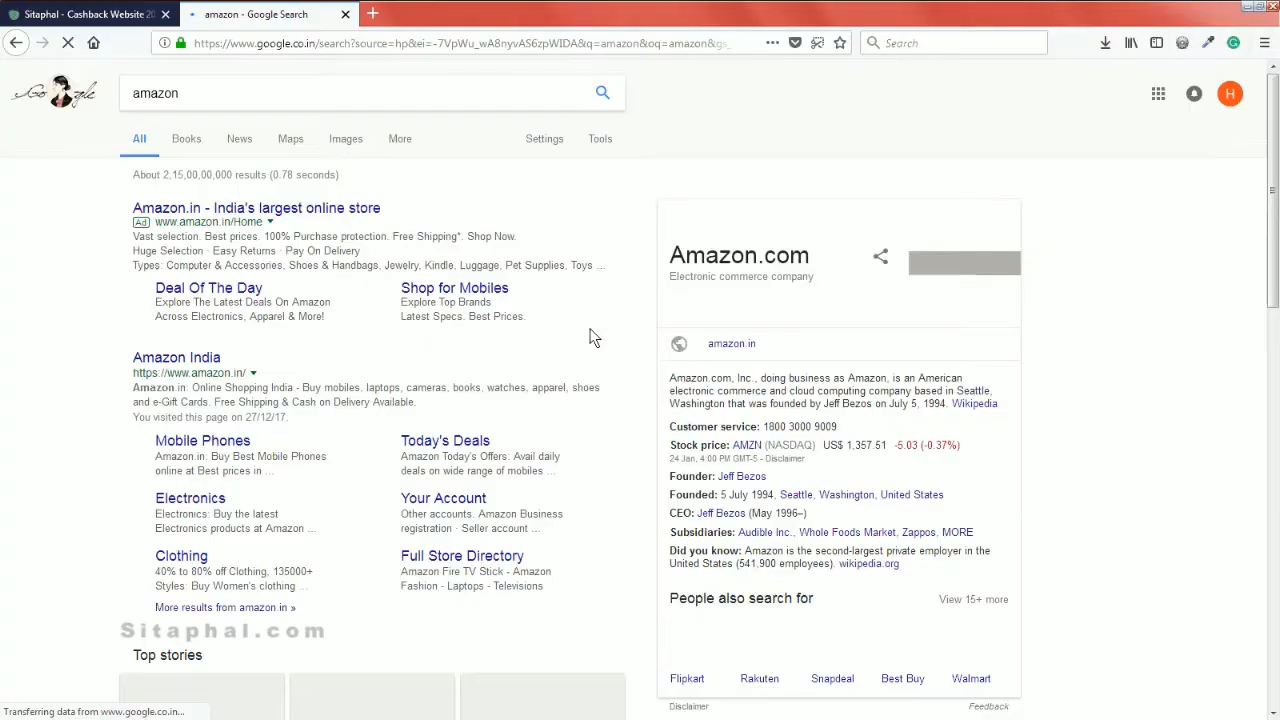 Sitaphal - Cashback Website 20
amazon - Google Search
https://www.google.co.in/search?source=hp&ei=-7VpWu_wA8nyvAS6zpWIDA&q=amazon&oq=amazon&gs_
Search
Google
amazon
H
All Books News Maps Images More Settings Tools
About 2,15,00,00,000 results (0.78 seconds)
Amazon.in - India's largest online store
Ad www.amazon.in/Home
Vast selection. Best prices. 100% Purchase protection. Free Shipping*. Shop Now.
Huge Selection · Easy Returns · Pay On Delivery
Types: Computer & Accessories, Shoes & Handbags, Jewelry, Kindle, Luggage, Pet Supplies, Toys ...
Deal Of The Day
Explore The Latest Deals On Amazon
Across Electronics, Apparel & More!
Shop for Mobiles
Explore Top Brands
Latest Specs. Best Prices.
Amazon India
https://www.amazon.in/
Amazon.in: Online Shopping India - Buy mobiles, laptops, cameras, books, watches, apparel, shoes
and e-Gift Cards. Free Shipping & Cash on Delivery Available.
You visited this page on 27/12/17.
Mobile Phones
Amazon.in: Buy Best Mobile Phones
online at Best prices in ...
Today's Deals
Amazon Today's Offers: Avail daily
deals on wide range of mobiles ...
Electronics
Electronics: Buy the latest
Electronics products at Amazon ...
Your Account
Other accounts. Amazon Business
registration · Seller account ...
Clothing
40% to 80% off Clothing, 135000+
Styles: Buy Women's clothing ...
Full Store Directory
Amazon Fire TV Stick - Amazon
Fashion - Laptops - Televisions
More results from amazon.in »
Sitaphal.com
Top stories
Amazon.com
Electronic commerce company
amazon.in
Amazon.com, Inc., doing business as Amazon, is an American
electronic commerce and cloud computing company based in Seattle,
Washington that was founded by Jeff Bezos on July 5, 1994. Wikipedia
Customer service: 1800 3000 9009
Stock price: AMZN (NASDAQ) US$ 1,357.51 -5.03 (-0.37%)
24 Jan, 4:00 PM GMT-5 - Disclaimer
Founder: Jeff Bezos
Founded: 5 July 1994, Seattle, Washington, United States
CEO: Jeff Bezos (May 1996–)
Subsidiaries: Audible Inc., Whole Foods Market, Zappos, MORE
Did you know: Amazon is the second-largest private employer in the
United States (541,900 employees). wikipedia.org
People also search for
View 15+ more
Flipkart Rakuten Snapdeal Best Buy Walmart
Disclaimer
Feedback
Transferring data from www.google.co.in...